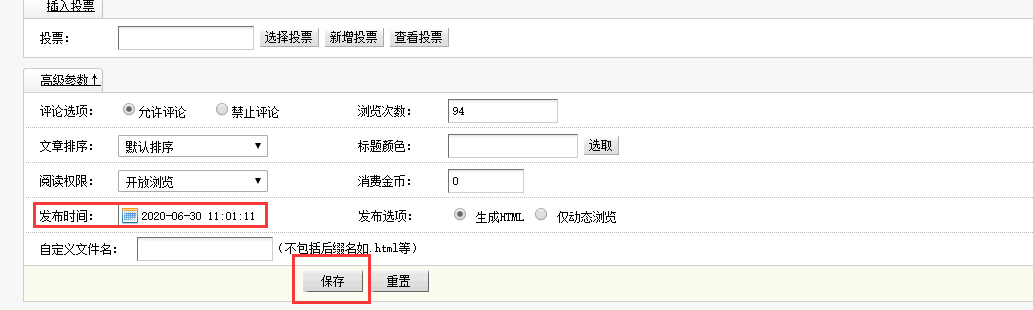 插入投票
投票： 选择投票 新增投票 查看投票
高级参数↑
评论选项： 允许评论 禁止评论 浏览次数： 94
文章排序： 默认排序 标题颜色： 选取
阅读权限： 开放浏览 消费金币： 0
发布时间： 2020-06-30 11:01:11 发布选项： 生成HTML 仅动态浏览
自定义文件名： （不包括后缀名如.html等）
保存 重置